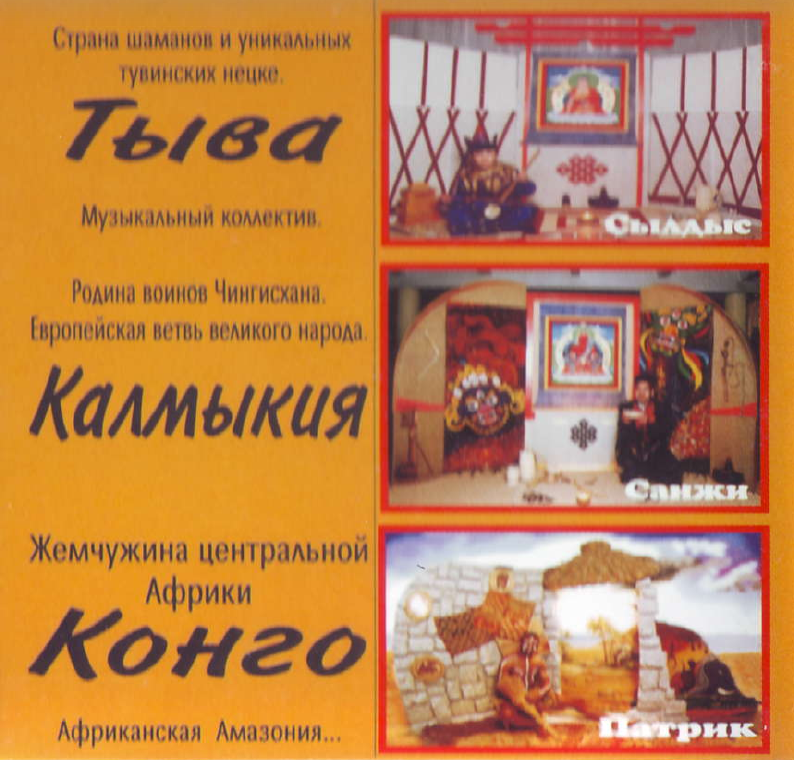 Страна шаманов и уникальных
тувинских нецке.
Тыва
Музыкальный коллектив.
Сылдыс
Родина воинов Чингисхана.
Европейская ветвь великого народа.
Калмыкия
Санжи
Жемчужина центральной
Африки
Конго
Африканская Амазония...
Патрик